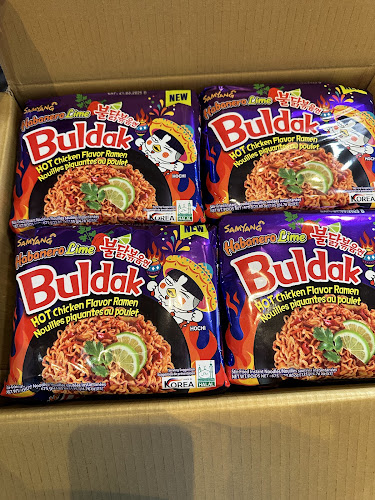 SAMYANG
NEW
Habanero Lime 불닭볶음면
Buldak
HOT Chicken Flavor Ramen
Nouilles piquantes au poulet
HOCHI
KOREA
HALAL
SAMYANG
Habanero Lime 불닭볶음면
Buldak
HOT Chicken Flavor Ramen
Nouilles piquantes au poulet
HOCHI
KOREA
SAMYANG
NEW
Habanero Lime 불닭볶음면
Buldak
HOT Chicken Flavor Ramen
Nouilles piquantes au poulet
HOCHI
KOREA
HALAL
SAMYANG
Habanero Lime 불닭볶음면
Buldak
HOT Chicken Flavor Ramen
Nouilles piquantes au poulet